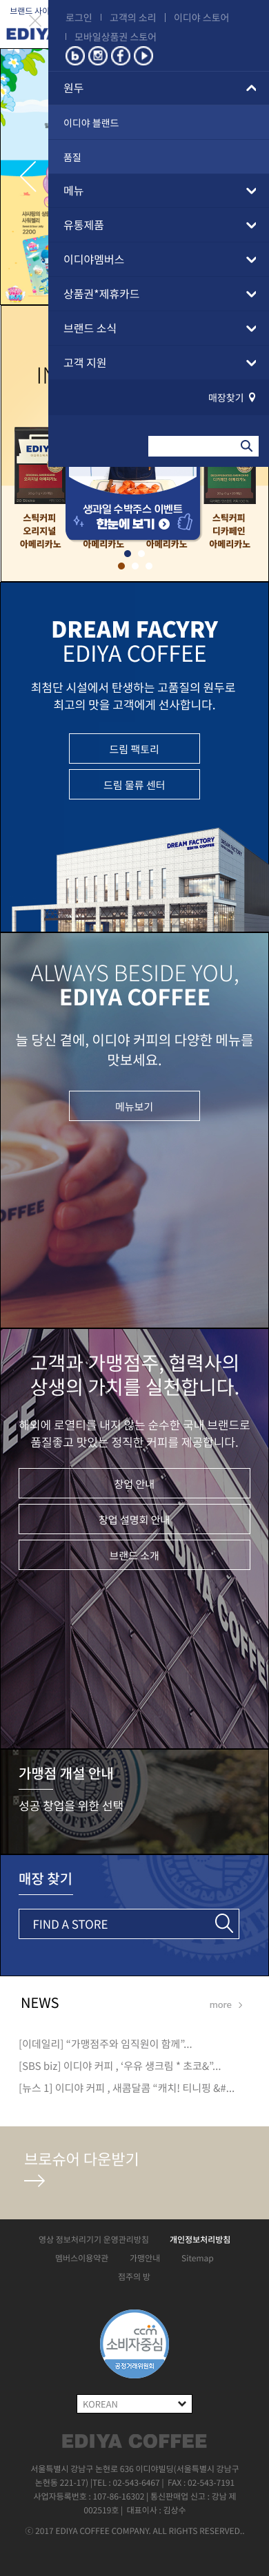 브랜드 사이
EDIYA
로그인 | 고객의 소리 | 이디야 스토어
| 모바일상품권 스토어
원두
이디야 블랜드
품질
메뉴
유통제품
이디야멤버스
상품권*제휴카드
브랜드 소식
고객 지원
매장찾기
2200
IN
EDIYA
스틱커피
오리지널
아메리카노
아메리카노
아메리카노
스틱커피
디카페인
아메리카노
생과일 수박주스 이벤트
한눈에 보기
DREAM FACYRY
EDIYA COFFEE
최첨단 시설에서 탄생하는 고품질의 원두로
최고의 맛을 고객에게 선사합니다.
드림 팩토리
드림 물류 센터
DREAM FACTORY
EDIYA COFFEE
ALWAYS BESIDE YOU,
EDIYA COFFEE
늘 당신 곁에, 이디야 커피의 다양한 메뉴를
맛보세요.
메뉴보기
COFFEE
고객과 가맹점주, 협력사의
상생의 가치를 실천합니다.
해외에 로열티를 내지 않는 순수한 국내 브랜드로
품질좋고 맛있는 정직한 커피를 제공합니다.
창업 안내
창업 설명회 안내
브랜드 소개
EDIYA COFFEE
가맹점 개설 안내
성공 창업을 위한 선택
매장 찾기
FIND A STORE
NEWS
more
[이데일리] “가맹점주와 임직원이 함께”...
[SBS biz] 이디야 커피 , ‘우유 생크림 * 초코&”...
[뉴스 1] 이디야 커피 , 새콤달콤 “캐치! 티니핑 &#...
브로슈어 다운받기
영상 정보처리기기 운영관리방침 개인정보처리방침
멤버스이용약관 가맹안내 Sitemap
점주의 방
ccm
소비자중심
공정거래위원회
KOREAN
EDIYA COFFEE
서울특별시 강남구 논현로 636 이디야빌딩(서울특별시 강남구
논현동 221-17) |TEL : 02-543-6467 | FAX : 02-543-7191
사업자등록번호 : 107-86-16302 | 통신판매업 신고 : 강남 제
002519호 | 대표이사 : 김상수
ⓒ 2017 EDIYA COFFEE COMPANY. ALL RIGHTS RESERVED..